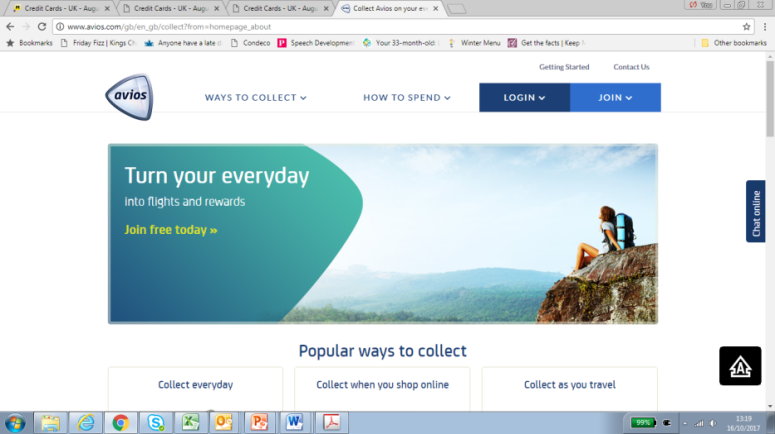 Credit Cards - UK - Augu
Credit Cards - UK - Augu
Credit Cards - UK - Augu
Collect Avios on your ev
www.avios.com/gb/en_gb/collect?from=homepage_about
Bookmarks
Friday Fizz | Kings C
Anyone have a late d
Condeco
Speech Developmen
Your 33-month-old:
Winter Menu
Get the facts | Keep
Other bookmarks
Getting Started
Contact Us
avios
WAYS TO COLLECT
HOW TO SPEND
LOGIN
JOIN
Turn your everyday
into flights and rewards
Join free today »
Chat online
Popular ways to collect
Collect everyday
Collect when you shop online
Collect as you travel
99%
13:19
16/10/2017